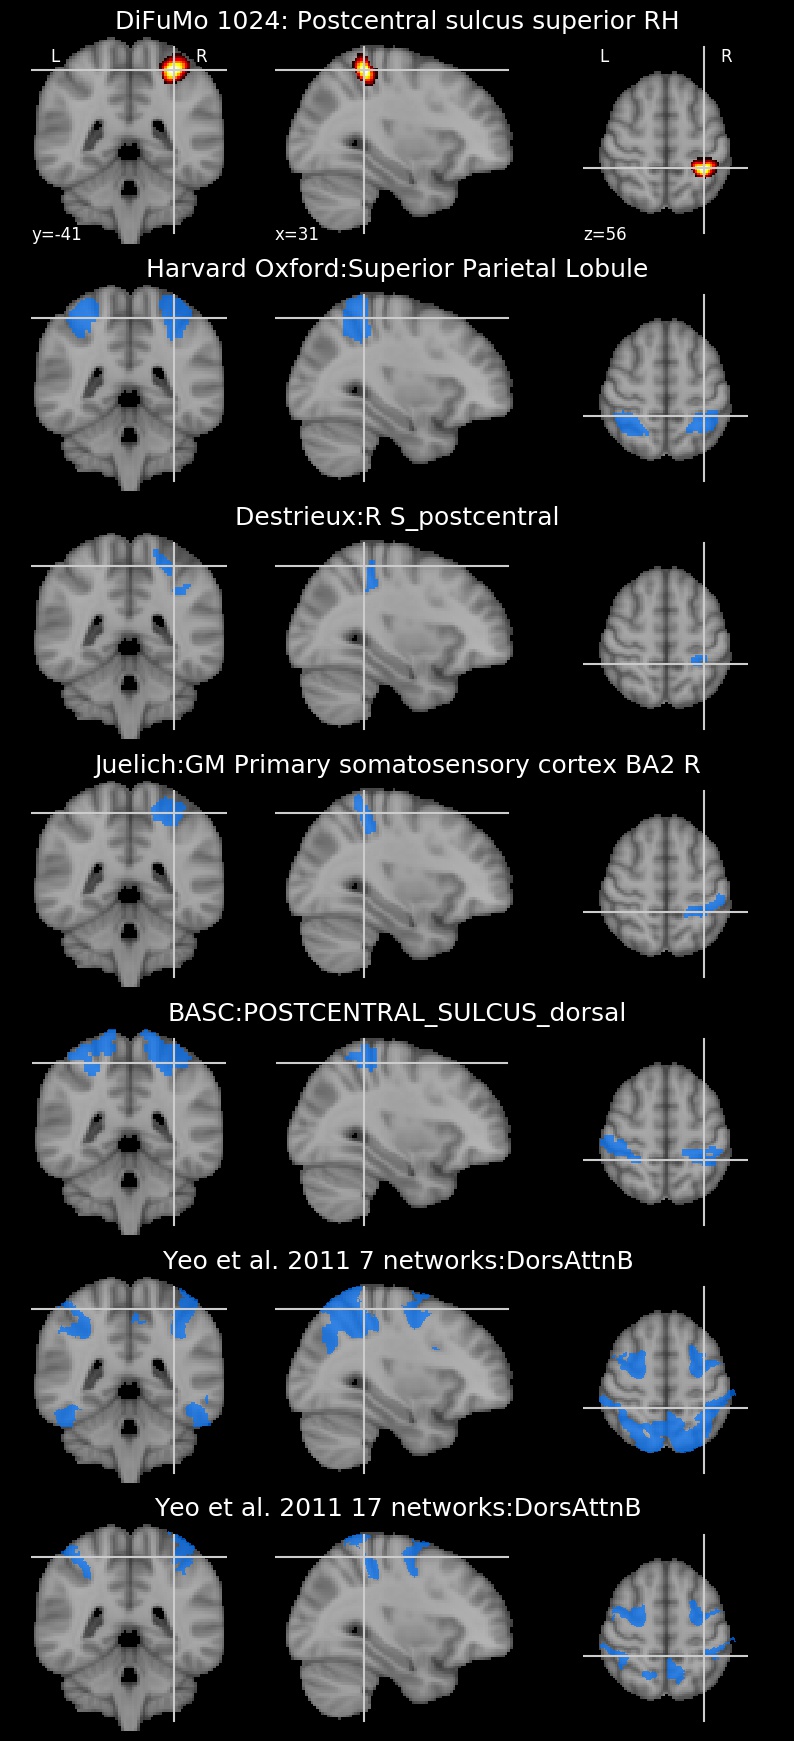 DiFuMo 1024: Postcentral sulcus superior RH
L R L R
y=-41 x=31 z=56
Harvard Oxford:Superior Parietal Lobule
Destrieux:R S_postcentral
Juelich:GM Primary somatosensory cortex BA2 R
BASC:POSTCENTRAL_SULCUS_dorsal
Yeo et al. 2011 7 networks:DorsAttnB
Yeo et al. 2011 17 networks:DorsAttnB